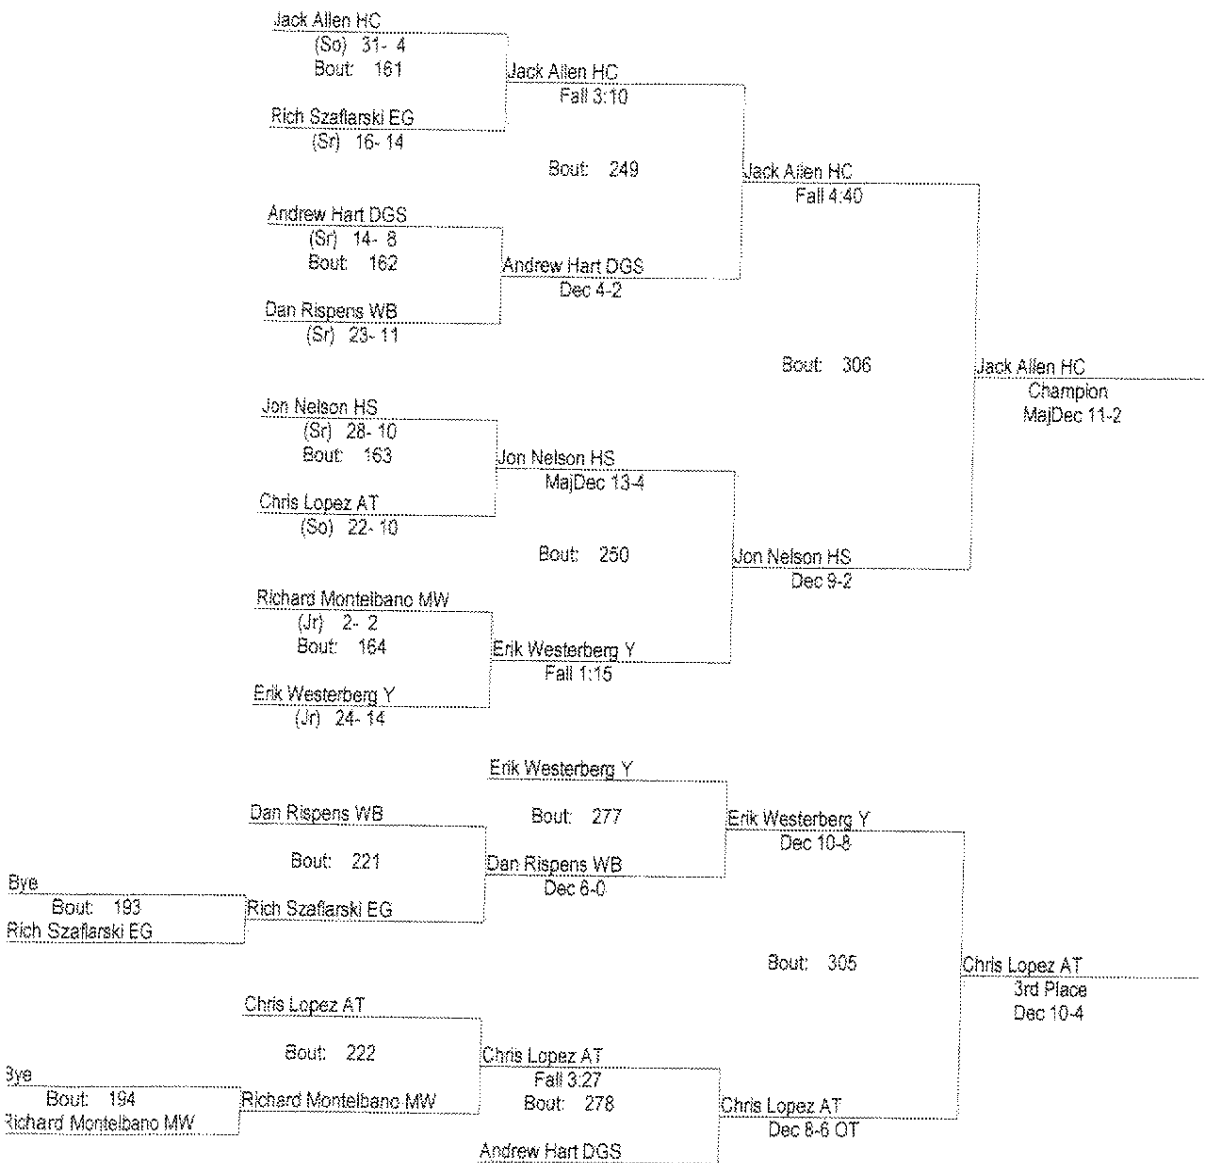 Jack Allen HC
(So) 31- 4
Bout: 161
Jack Allen HC
Fall 3:10
Rich Szaflarski EG
(Sr) 16- 14
Bout: 249
Jack Allen HC
Fall 4:40
Andrew Hart DGS
(Sr) 14- 8
Bout: 162
Andrew Hart DGS
Dec 4-2
Dan Rispens WB
(Sr) 23- 11
Bout: 306
Jack Allen HC
Champion
MajDec 11-2
Jon Nelson HS
(Sr) 28- 10
Bout: 163
Jon Nelson HS
MajDec 13-4
Chris Lopez AT
(So) 22- 10
Bout: 250
Jon Nelson HS
Dec 9-2
Richard Montelbano MW
(Jr) 2- 2
Bout: 164
Erik Westerberg Y
Fall 1:15
Erik Westerberg Y
(Jr) 24- 14
Erik Westerberg Y
Bout: 277
Erik Westerberg Y
Dec 10-8
Dan Rispens WB
Bout: 221
Dan Rispens WB
Dec 6-0
Bye
Bout: 193
Rich Szaflarski EG
Rich Szaflarski EG
Bout: 305
Chris Lopez AT
3rd Place
Dec 10-4
Chris Lopez AT
Bout: 222
Chris Lopez AT
Fall 3:27
Bout: 278
Bye
Bout: 194
Richard Montelbano MW
Richard Montelbano MW
Chris Lopez AT
Dec 8-6 OT
Andrew Hart DGS